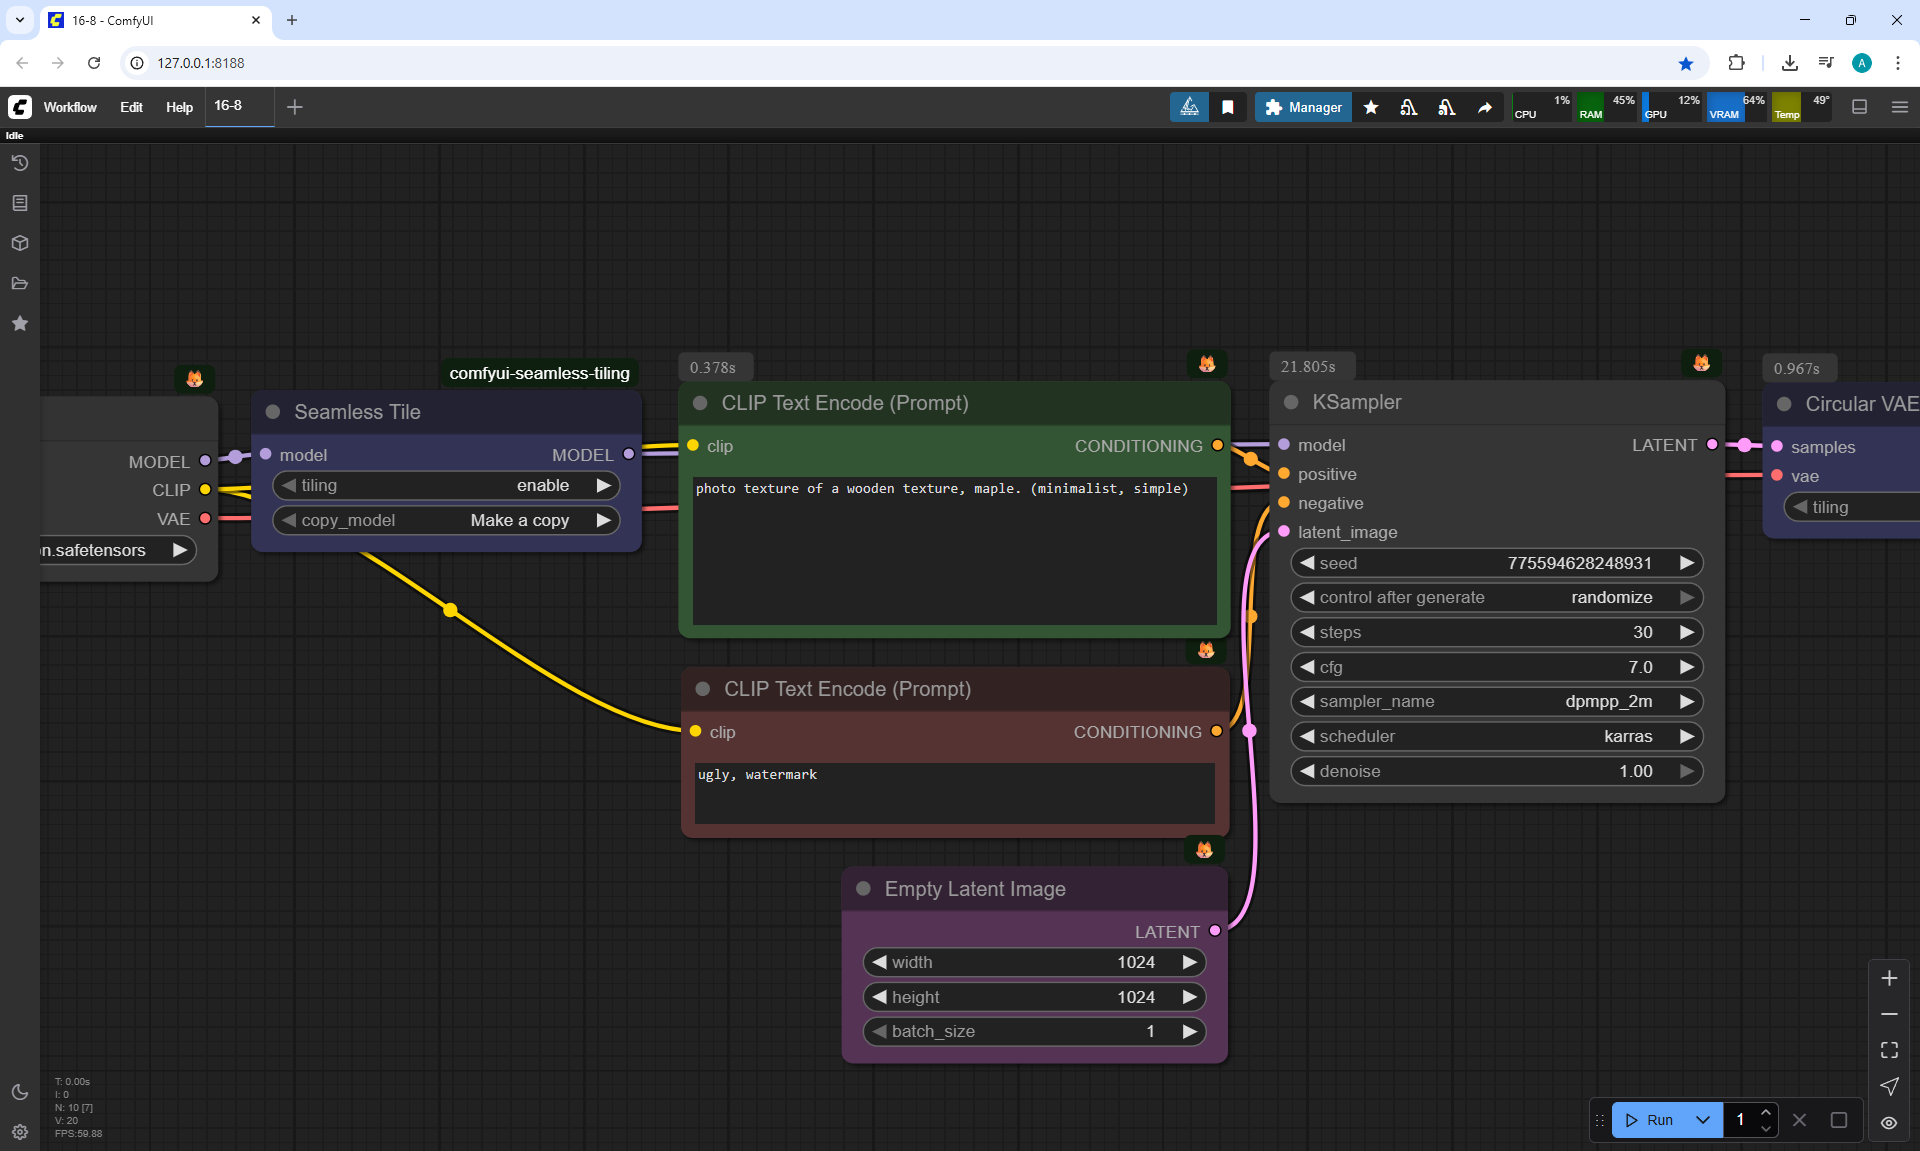 16-8 - ComfyUI
127.0.0.1:8188
A
Workflow
Edit
Help
16-8
Manager
CPU 1%
RAM 45%
GPU 12%
VRAM 64%
Temp 49°
Idle
comfyui-seamless-tiling
0.378s
21.805s
0.967s
MODEL
CLIP
VAE
n.safetensors
Seamless Tile
model MODEL
tiling enable
copy_model Make a copy
CLIP Text Encode (Prompt)
clip CONDITIONING
photo texture of a wooden texture, maple. (minimalist, simple)
CLIP Text Encode (Prompt)
clip CONDITIONING
ugly, watermark
Empty Latent Image
LATENT
width 1024
height 1024
batch_size 1
KSampler
model LATENT
positive
negative
latent_image
seed 775594628248931
control after generate randomize
steps 30
cfg 7.0
sampler_name dpmpp_2m
scheduler karras
denoise 1.00
Circular VAE
samples
vae
tiling
T: 0.00s
I: 0
N: 10 [7]
V: 20
FPS:59.88
Run 1